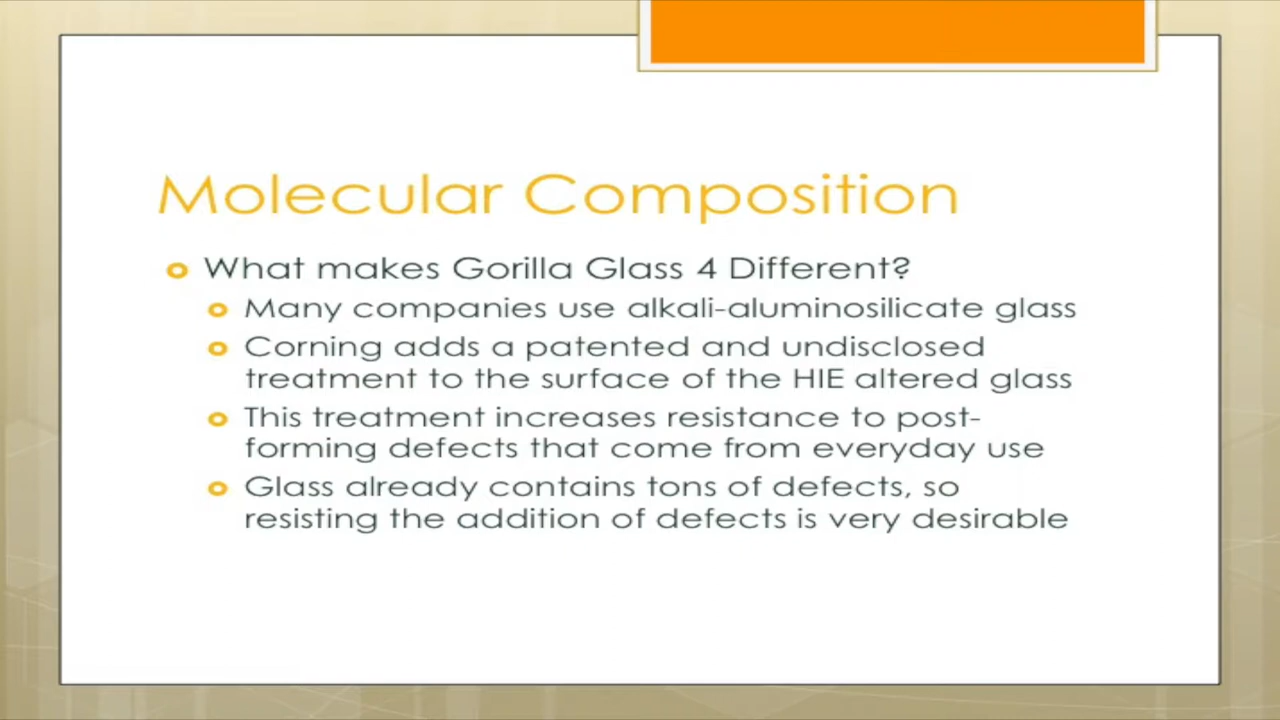 Molecular Composition
What makes Gorilla Glass 4 Different?
Many companies use alkali-aluminosilicate glass
Corning adds a patented and undisclosed
treatment to the surface of the HIE altered glass
This treatment increases resistance to post-
forming defects that come from everyday use
Glass already contains tons of defects, so
resisting the addition of defects is very desirable